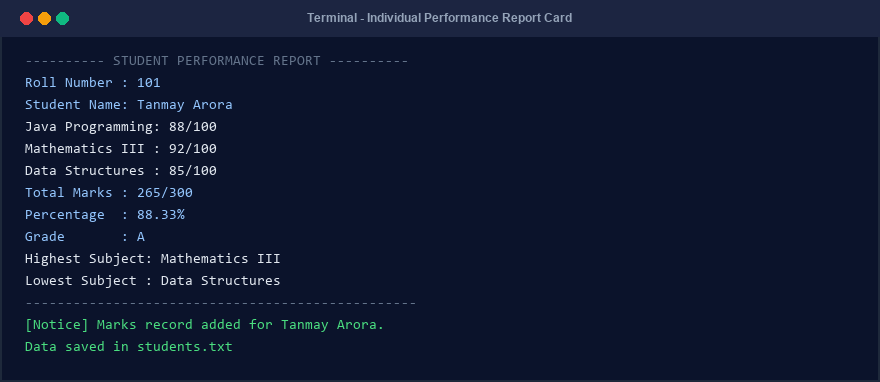 Terminal - Individual Performance Report Card
---------- STUDENT PERFORMANCE REPORT ----------
Roll Number : 101
Student Name: Tanmay Arora
Java Programming: 88/100
Mathematics III : 92/100
Data Structures : 85/100
Total Marks : 265/300
Percentage  : 88.33%
Grade       : A
Highest Subject: Mathematics III
Lowest Subject : Data Structures
-------------------------------------------------
[Notice] Marks record added for Tanmay Arora.
Data saved in students.txt